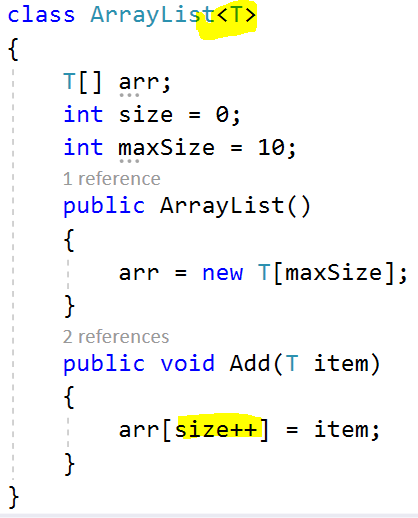 class ArrayList<T>
{
T[] arr;
int size = 0;
int maxSize = 10;
1 reference
public ArrayList()
{
arr = new T[maxSize];
}
2 references
public void Add(T item)
{
arr[size++] = item;
}
}